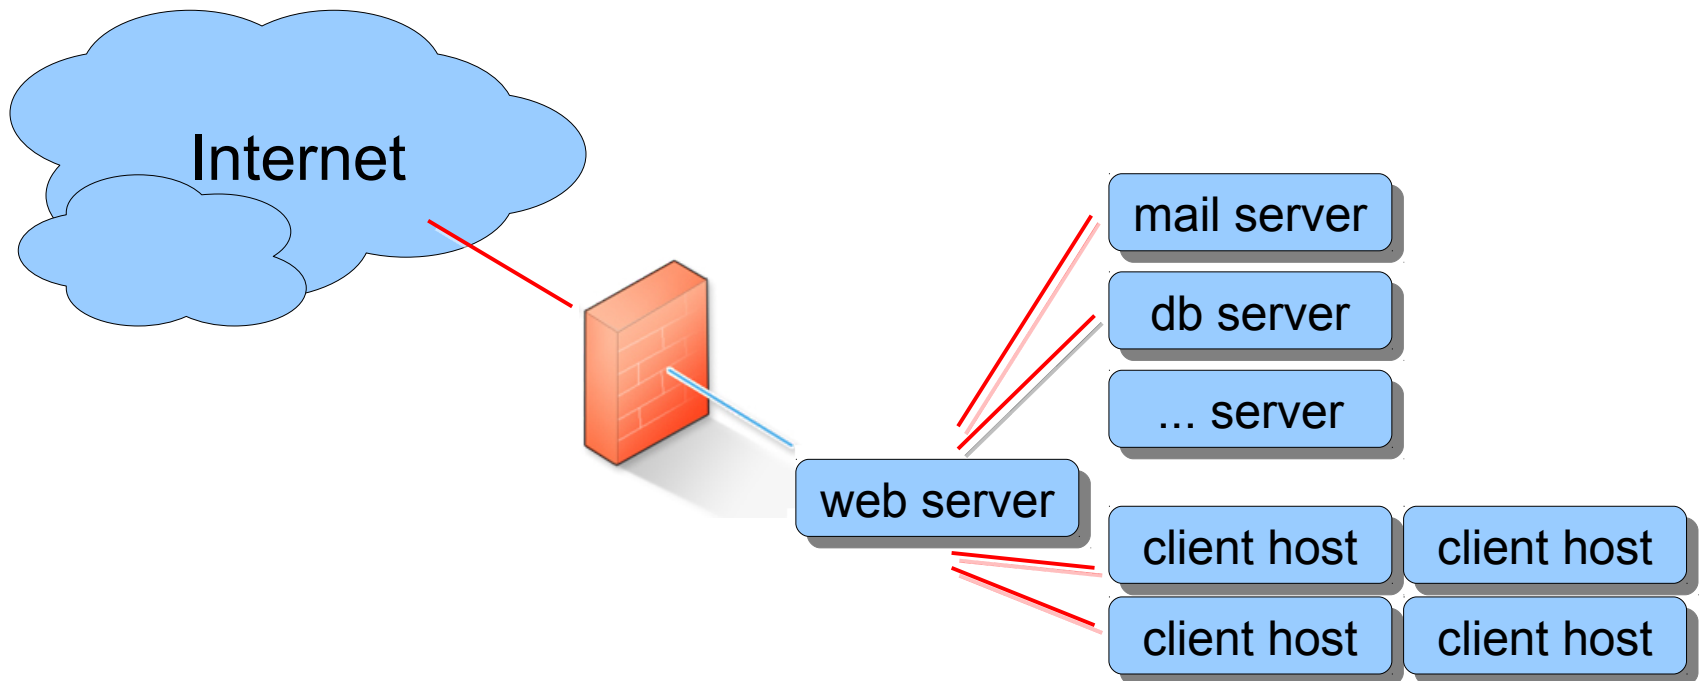 Internet
mail server
db server
... server
web server
client host client host
client host client host